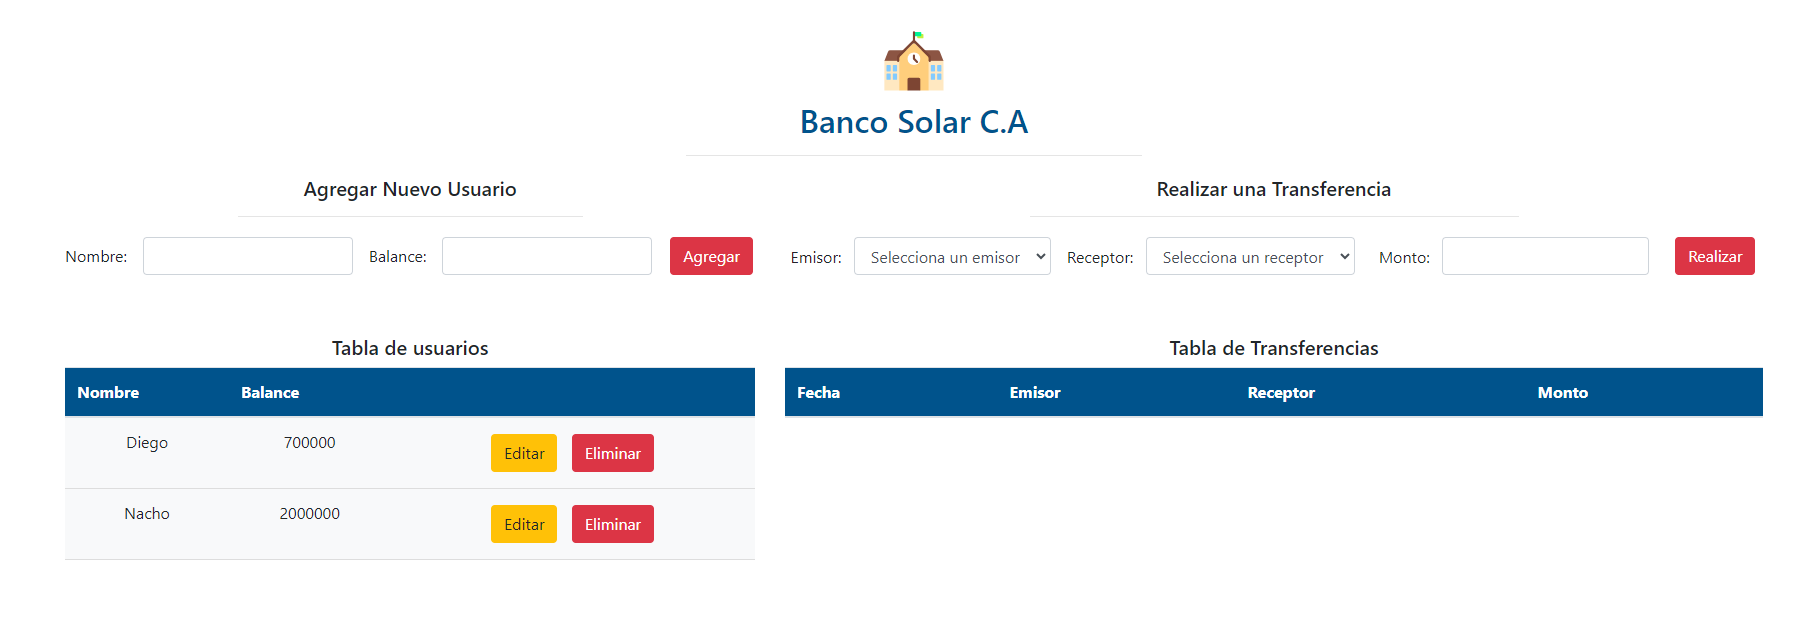 Banco Solar C.A
Agregar Nuevo Usuario
Nombre: Balance: Agregar
Realizar una Transferencia
Emisor: Selecciona un emisor Receptor: Selecciona un receptor Monto: Realizar
Tabla de usuarios
Nombre Balance
Diego 700000 Editar Eliminar
Nacho 2000000 Editar Eliminar
Tabla de Transferencias
Fecha Emisor Receptor Monto